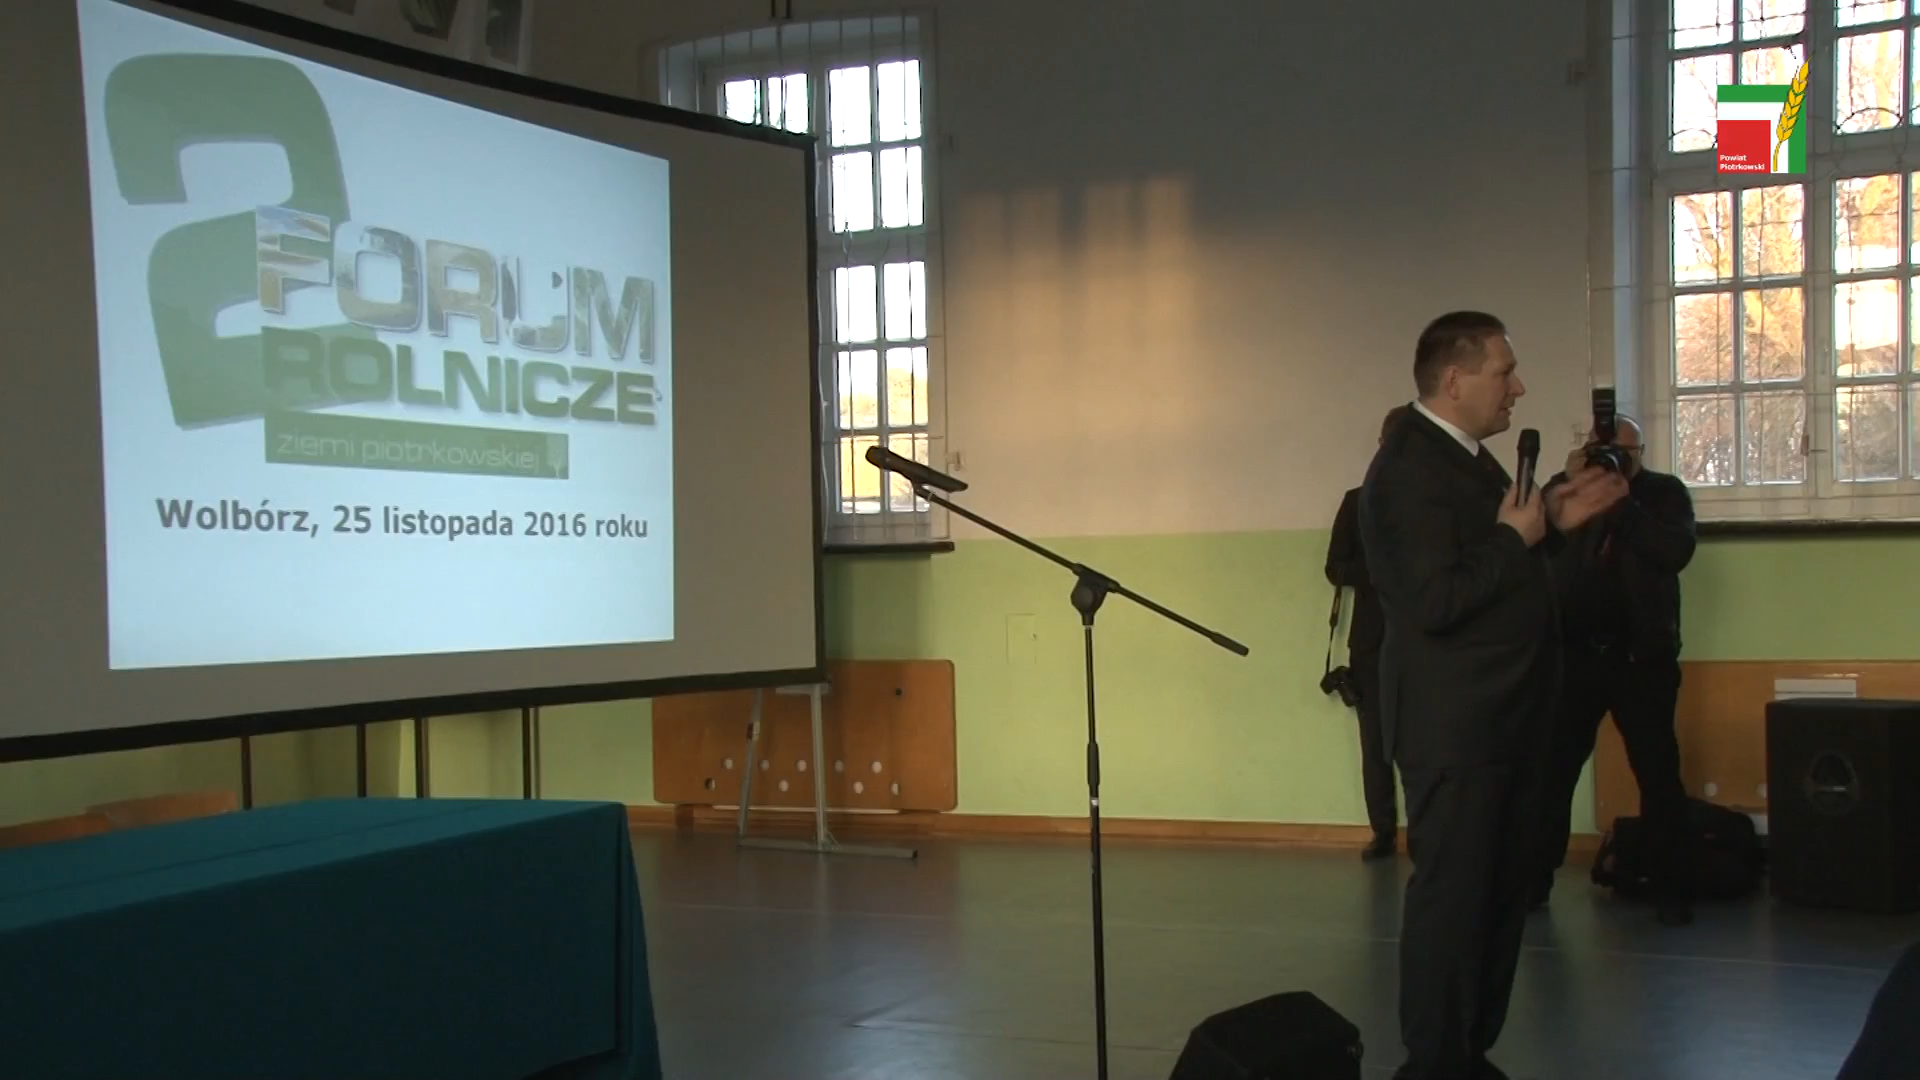 2
FORUM
ROLNICZE
ziemi piotrkowskiej
Wolbórz, 25 listopada 2016 roku
Powiat
Piotrkowski